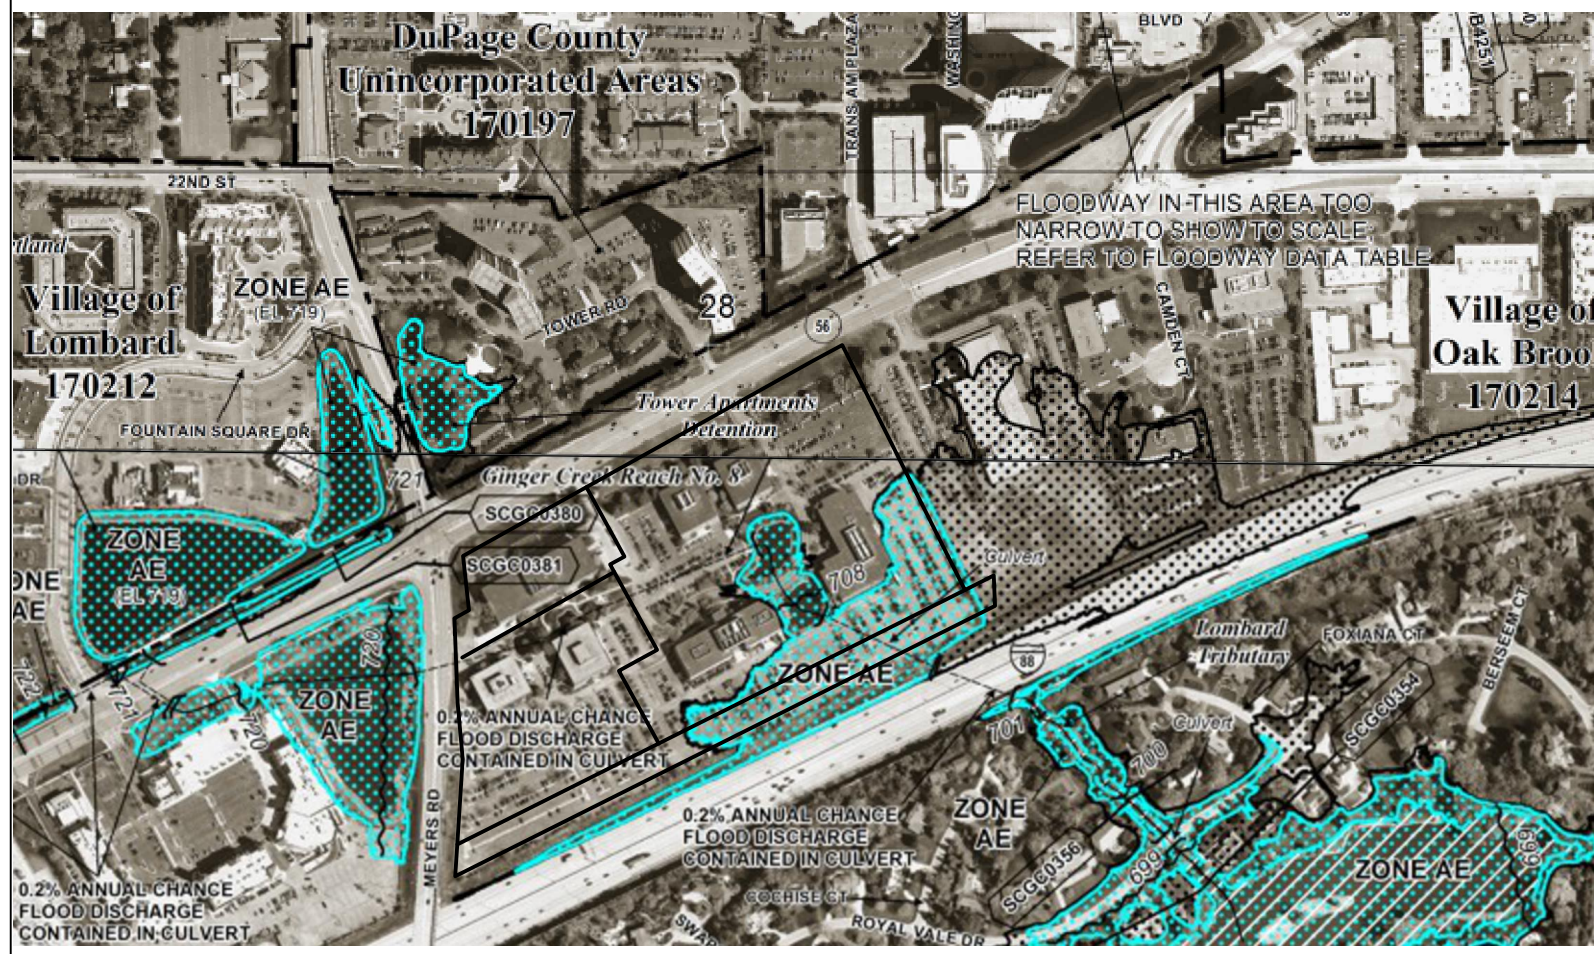 BLVD
DuPage County
Unincorporated Areas
170197
TRANS AM PLAZA
22ND ST
FLOODWAY IN THIS AREA TOO
NARROW TO SHOW TO SCALE
REFER TO FLOODWAY DATA TABLE
ZONE AE
(EL 719)
Village of
Lombard
170212
28
TOWER RD
56
CAMDEN CT
Village of
Oak Broo
170214
Tower Apartments
Detention
FOUNTAIN SQUARE DR
DR
721
Ginger Creek Reach No. 8
SCGC0380
SCGC0381
ZONE
AE
(EL 719)
ONE
AE
708
Culvert
ZONE AE
720
722
721
720
ZONE
AE
0.2% ANNUAL CHANCE
FLOOD DISCHARGE
CONTAINED IN CULVERT
88
Lombard
Tributary
FOXIANA CT
BERSEEM CT
SCGC0354
701
700
Culvert
MEYERS RD
0.2% ANNUAL CHANCE
FLOOD DISCHARGE
CONTAINED IN CULVERT
ZONE
AE
SCGC0356
699
ZONE AE
699
0.2% ANNUAL CHANCE
FLOOD DISCHARGE
CONTAINED IN CULVERT
COCHISE CT
ROYAL VALE DR